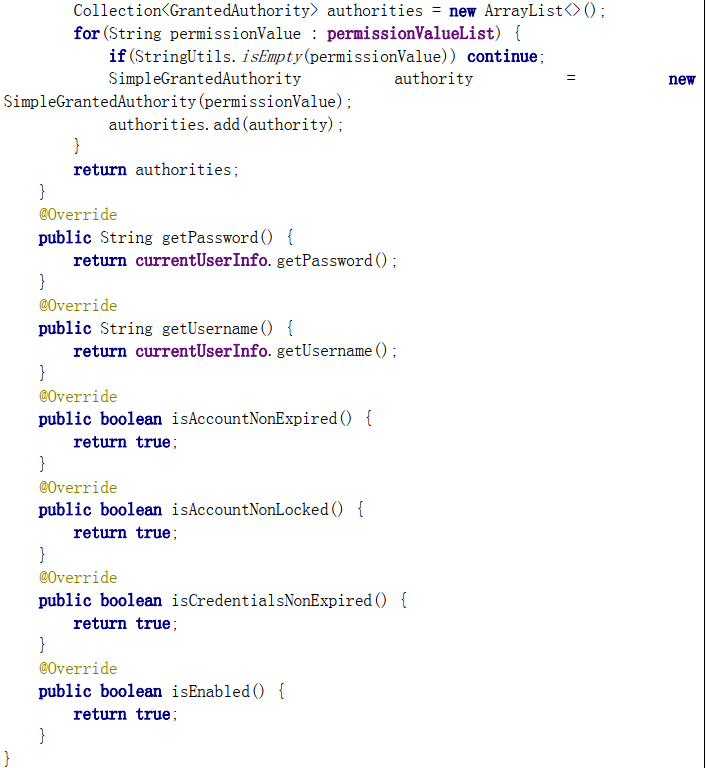 Collection<GrantedAuthority> authorities = new ArrayList<>();
for(String permissionValue : permissionValueList) {
if(StringUtils.isEmpty(permissionValue)) continue;
SimpleGrantedAuthority authority = new
SimpleGrantedAuthority(permissionValue);
authorities.add(authority);
}
return authorities;
}
@Override
public String getPassword() {
return currentUserInfo.getPassword();
}
@Override
public String getUsername() {
return currentUserInfo.getUsername();
}
@Override
public boolean isAccountNonExpired() {
return true;
}
@Override
public boolean isAccountNonLocked() {
return true;
}
@Override
public boolean isCredentialsNonExpired() {
return true;
}
@Override
public boolean isEnabled() {
return true;
}
}